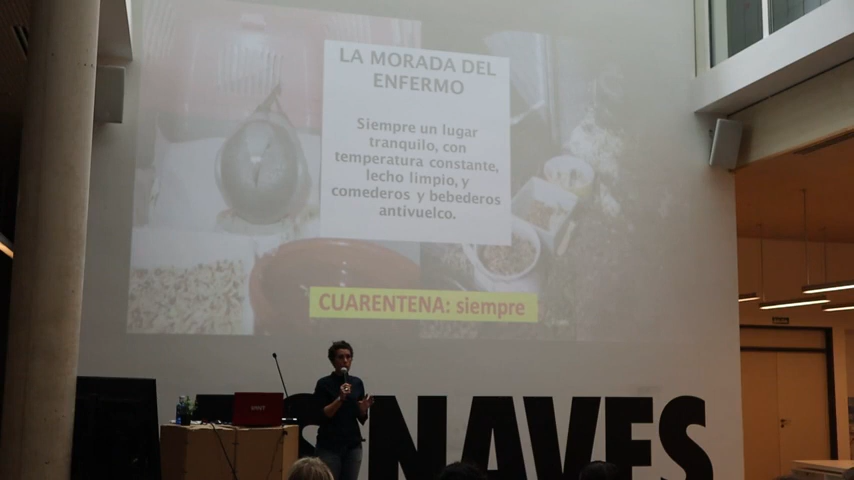 LA MORADA DEL
ENFERMO
Siempre un lugar
tranquilo, con
temperatura constante,
lecho limpio, y
comederos y bebederos
antivuelco.
CUARENTENA: siempre
S NAVES